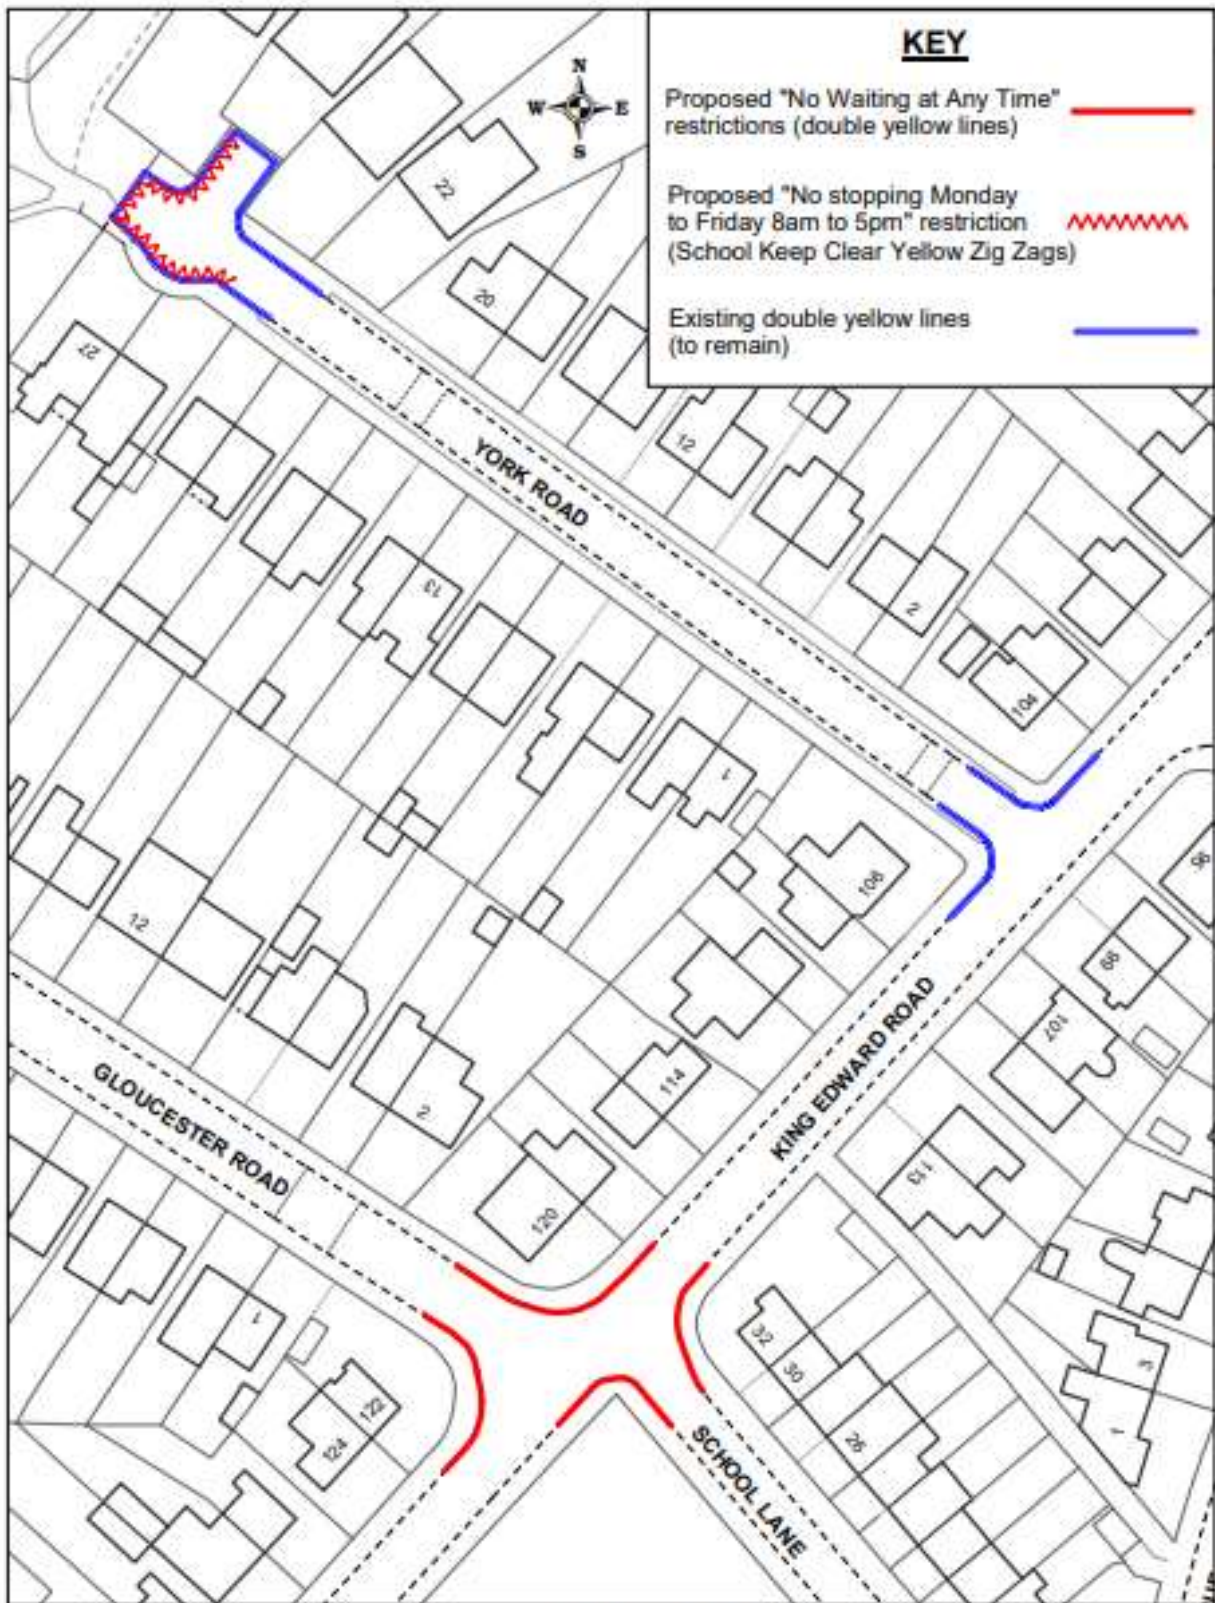 KEY
Proposed "No Waiting at Any Time"
restrictions (double yellow lines)
Proposed "No stopping Monday
to Friday 8am to 5pm" restriction
(School Keep Clear Yellow Zig Zags)
Existing double yellow lines
(to remain)
N
W E
S
22
20
27
12
YORK ROAD
13
2
104
1
106
96
12
107
KING EDWARD ROAD
114
2
GLOUCESTER ROAD
113
120
1
32
30
3
1
26
122
124
SCHOOL LANE